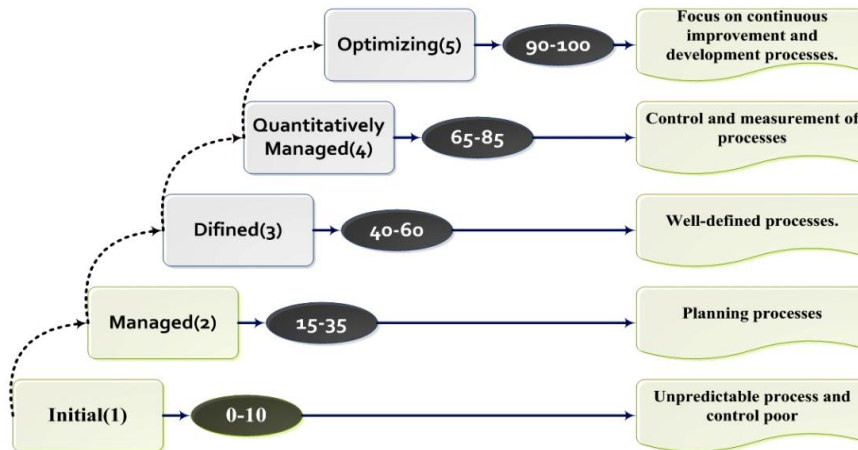 Optimizing(5)
90-100
Focus on continuous
improvement and
development processes.
Quantitatively
Managed(4)
65-85
Control and measurement of
processes
Difined(3)
40-60
Well-defined processes.
Managed(2)
15-35
Planning processes
Initial(1)
0-10
Unpredictable process and
control poor